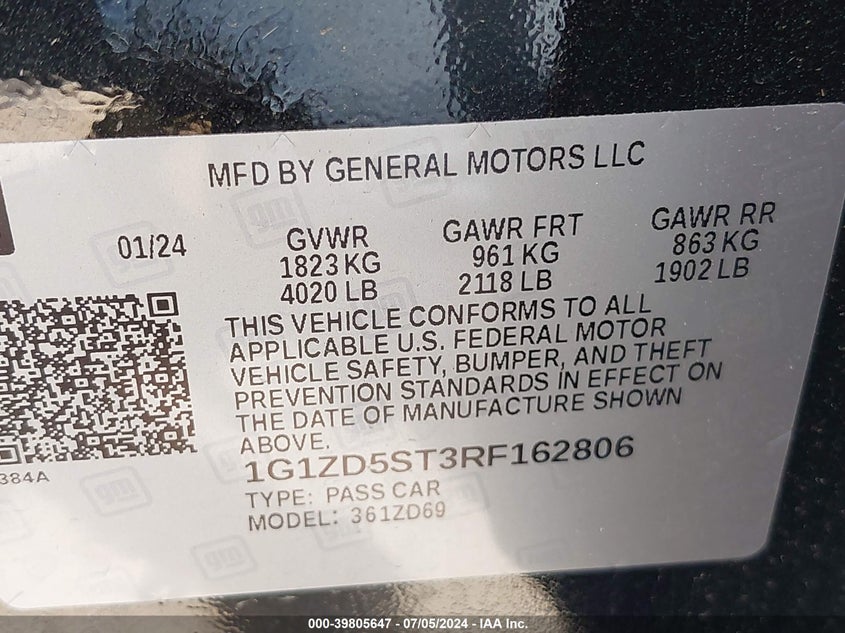 MFD BY GENERAL MOTORS LLC
01/24
GVWR
1823 KG
4020 LB
GAWR FRT
961 KG
2118 LB
GAWR RR
863 KG
1902 LB
THIS VEHICLE CONFORMS TO ALL
APPLICABLE U.S. FEDERAL MOTOR
VEHICLE SAFETY, BUMPER, AND THEFT
PREVENTION STANDARDS IN EFFECT ON
THE DATE OF MANUFACTURE SHOWN
ABOVE.
384A
1G1ZD5ST3RF162806
TYPE: PASS CAR
MODEL: 361ZD69
gm
000-39805647 - 07/05/2024 - IAA Inc.